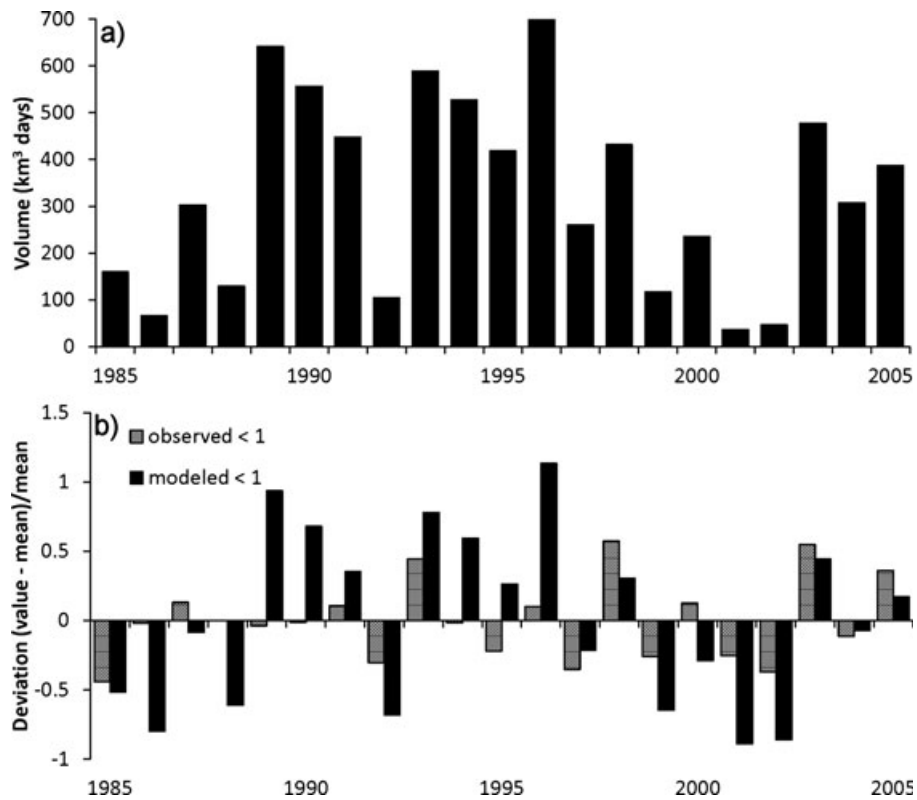 a)
Volume (km³ days)
700
600
500
400
300
200
100
0
1985 1990 1995 2000 2005
b)
observed < 1
modeled < 1
Deviation (value - mean)/mean
1.5
1
0.5
0
-0.5
-1
1985 1990 1995 2000 2005